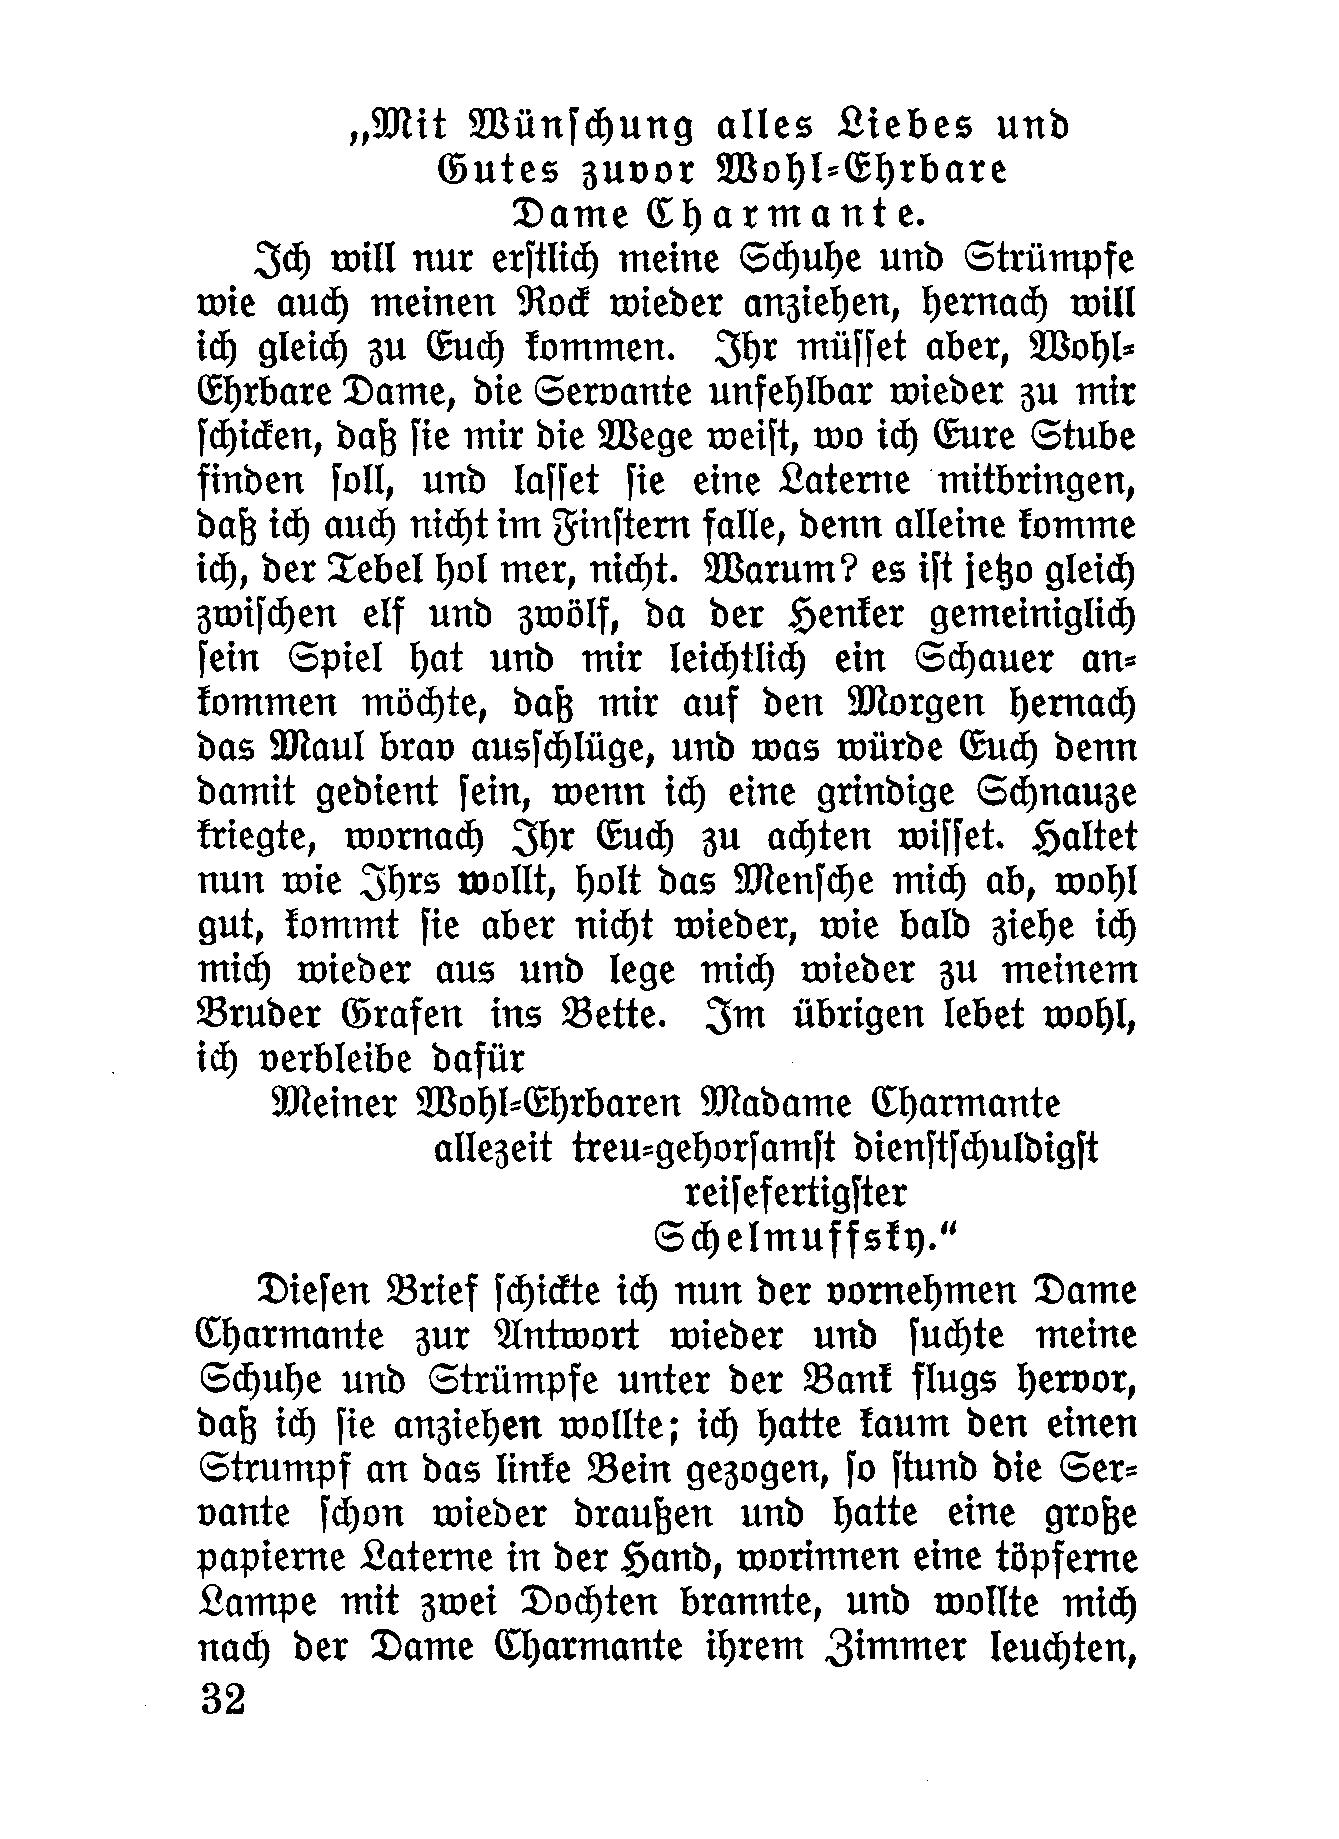 „Mit Wünſchung alles Liebes und
Gutes zuvor Wohl⸗Ehrbare
Dame Charmante.
Ich will nur erſtlich meine Schuhe und Strümpfe
wie auch meinen Rock wieder anziehen, hernach will
ich gleich zu Euch kommen. Ihr müſſet aber, Wohl⸗
Ehrbare Dame, die Servante unfehlbar wieder zu mir
ſchicken, daß ſie mir die Wege weiſt, wo ich Eure Stube
finden ſoll, und laſſet ſie eine Laterne mitbringen,
daß ich auch nicht im Finſtern falle, denn alleine komme
ich, der Tebel hol mer, nicht. Warum? es iſt jetzo gleich
zwiſchen elf und zwölf, da der Henker gemeiniglich
ſein Spiel hat und mir leichtlich ein Schauer an⸗
kommen möchte, daß mir auf den Morgen hernach
das Maul brav ausſchlüge, und was würde Euch denn
damit gedient ſein, wenn ich eine grindige Schnauze
kriegte, wornach Ihr Euch zu achten wiſſet. Haltet
nun wie Ihrs wollt, holt das Menſche mich ab, wohl
gut, kommt ſie aber nicht wieder, wie bald ziehe ich
mich wieder aus und lege mich wieder zu meinem
Bruder Grafen ins Bette. Im übrigen lebet wohl,
ich verbleibe dafür
Meiner Wohl⸗Ehrbaren Madame Charmante
allezeit treu⸗gehorſamſt dienſtſchuldigſt
reiſefertigſter
Schelmuffsky.“
Dieſen Brief ſchickte ich nun der vornehmen Dame
Charmante zur Antwort wieder und ſuchte meine
Schuhe und Strümpfe unter der Bank flugs hervor,
daß ich ſie anziehen wollte; ich hatte kaum den einen
Strumpf an das linke Bein gezogen, ſo ſtund die Ser⸗
vante ſchon wieder draußen und hatte eine große
papierne Laterne in der Hand, worinnen eine töpferne
Lampe mit zwei Dochten brannte, und wollte mich
nach der Dame Charmante ihrem Zimmer leuchten,
32